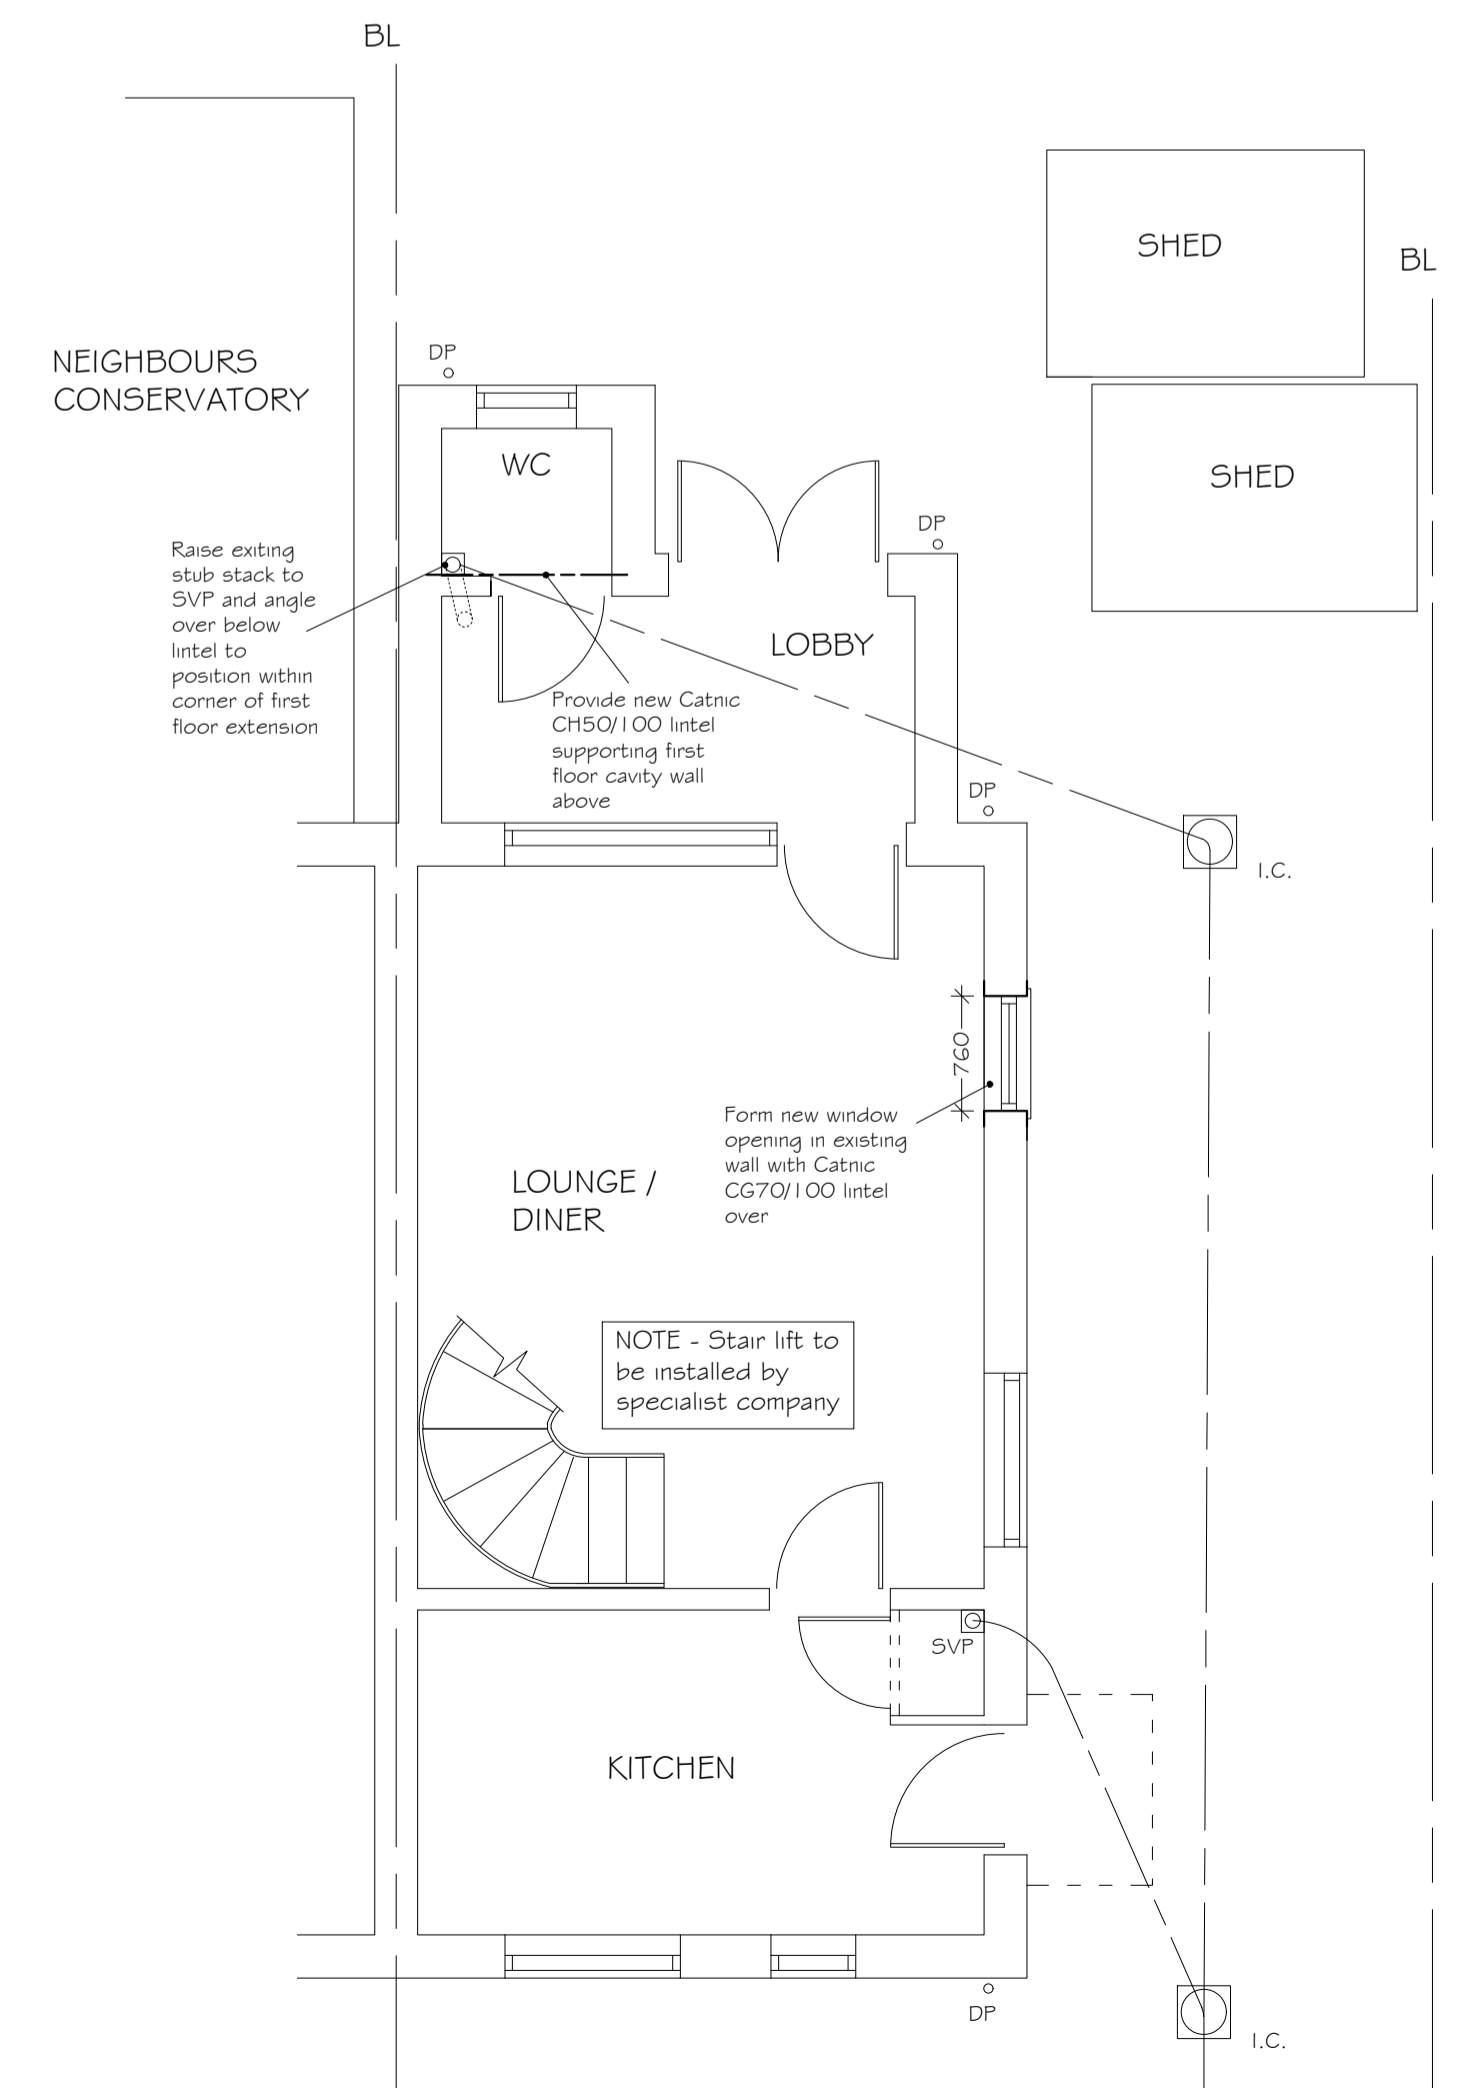 BL
SHED
BL
NEIGHBOURS
CONSERVATORY
DP
WC
SHED
DP
Raise exiting
stub stack to
SVP and angle
over below
lintel to
position within
corner of first
floor extension
LOBBY
Provide new Catnic
CH50/100 lintel
supporting first
floor cavity wall
above
DP
I.C.
760
Form new window
opening in existing
wall with Catnic
CG70/100 lintel
over
LOUNGE /
DINER
NOTE - Stair lift to
be installed by
specialist company
SVP
KITCHEN
DP
I.C.